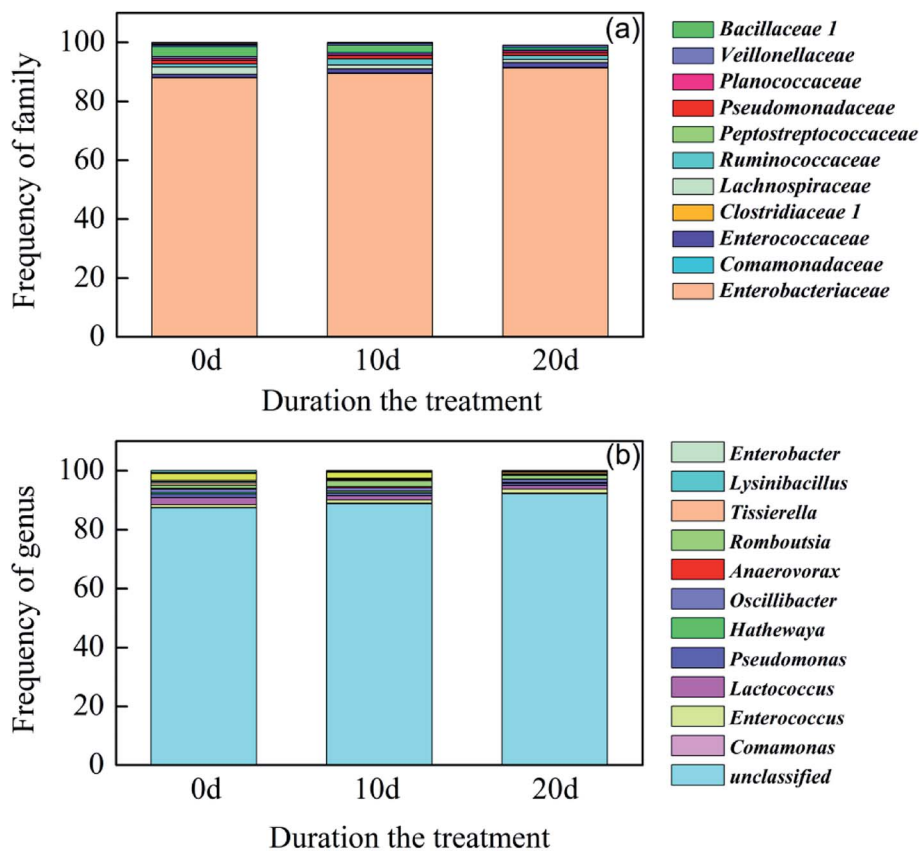 (a)
Frequency of family
100
80
60
40
20
0
0d
10d
20d
Duration the treatment
Bacillaceae 1
Veillonellaceae
Planococcaceae
Pseudomonadaceae
Peptostreptococcaceae
Ruminococcaceae
Lachnospiraceae
Clostridiaceae 1
Enterococcaceae
Comamonadaceae
Enterobacteriaceae
(b)
Frequency of genus
100
80
60
40
20
0
0d
10d
20d
Duration the treatment
Enterobacter
Lysinibacillus
Tissierella
Romboutsia
Anaerovorax
Oscillibacter
Hathewaya
Pseudomonas
Lactococcus
Enterococcus
Comamonas
unclassified